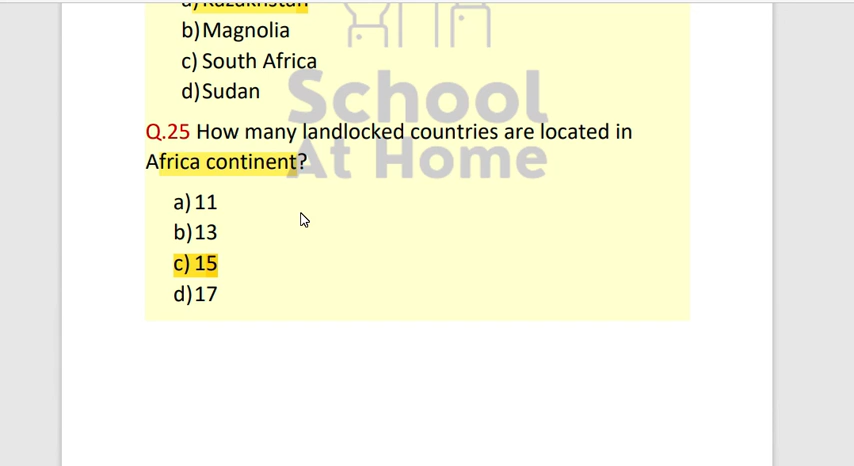 a) Kazakhstan
b) Magnolia
c) South Africa
d) Sudan
School
At Home
Q.25 How many landlocked countries are located in
Africa continent?
a) 11
b) 13
c) 15
d) 17